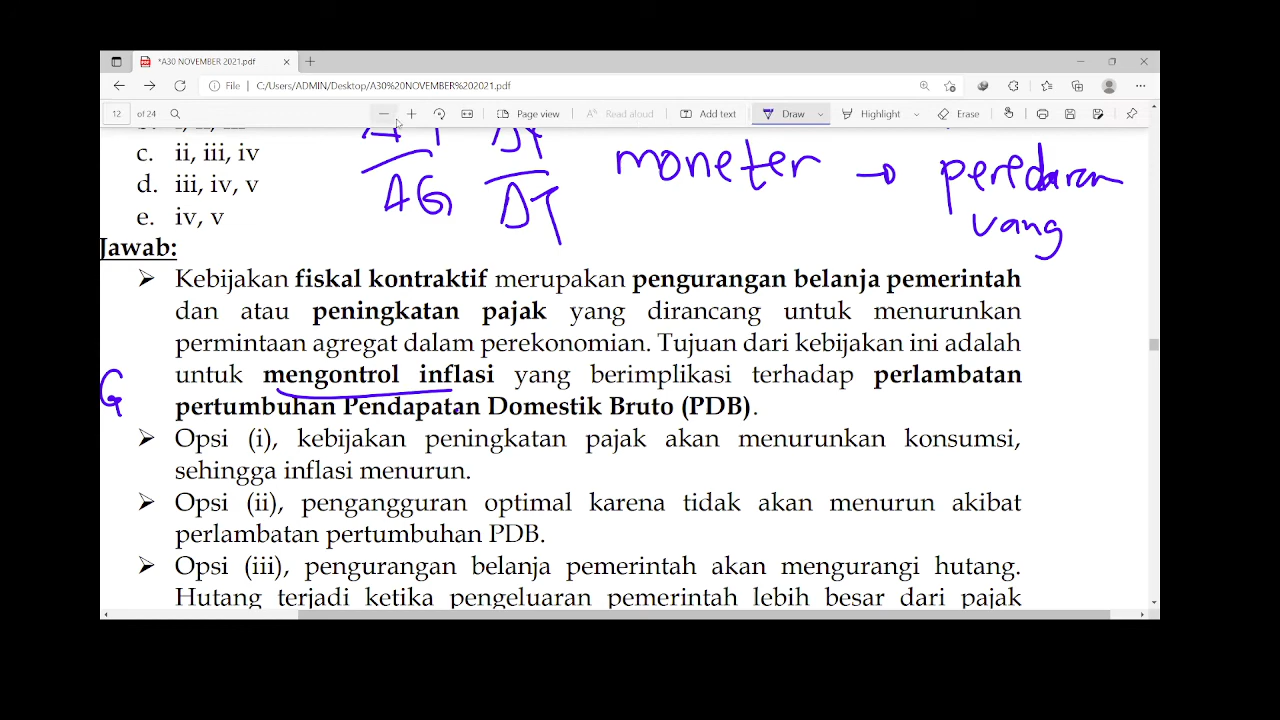 *A30 NOVEMBER 2021.pdf
File C:/Users/ADMIN/Desktop/A30%20NOVEMBER%202021.pdf
12 of 24 Page view Read aloud Add text Draw Highlight Erase
c. ii, iii, iv
d. iii, iv, v
e. iv, v
ΔG ΔT moneter → peredaran
uang
Jawab:
➢ Kebijakan fiskal kontraktif merupakan pengurangan belanja pemerintah
dan atau peningkatan pajak yang dirancang untuk menurunkan
permintaan agregat dalam perekonomian. Tujuan dari kebijakan ini adalah
untuk mengontrol inflasi yang berimplikasi terhadap perlambatan
G
pertumbuhan Pendapatan Domestik Bruto (PDB).
➢ Opsi (i), kebijakan peningkatan pajak akan menurunkan konsumsi,
sehingga inflasi menurun.
➢ Opsi (ii), pengangguran optimal karena tidak akan menurun akibat
perlambatan pertumbuhan PDB.
➢ Opsi (iii), pengurangan belanja pemerintah akan mengurangi hutang.
Hutang terjadi ketika pengeluaran pemerintah lebih besar dari pajak